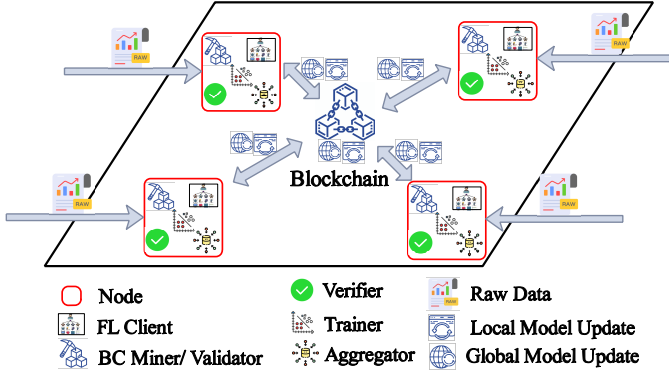 RAW
RAW
Blockchain
RAW
RAW
Node
Verifier
RAW
Raw Data
FL Client
Trainer
Local Model Update
BC Miner/ Validator
Aggregator
Global Model Update